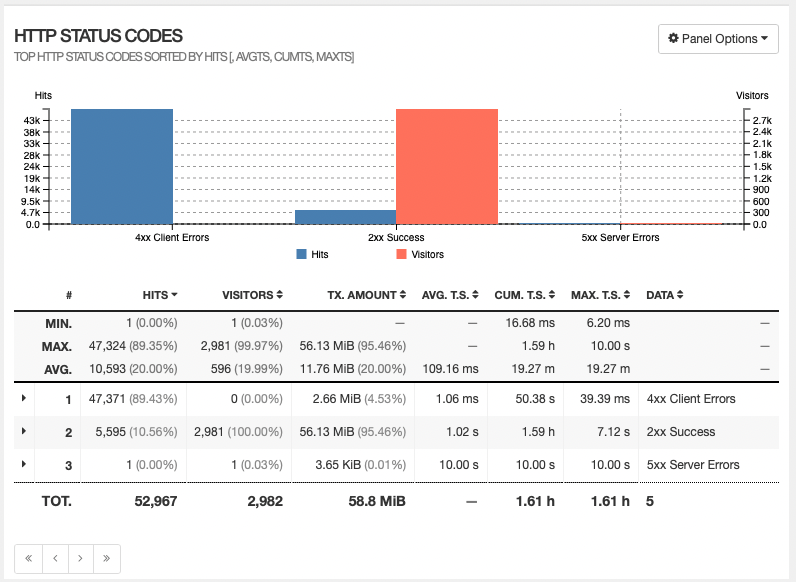 HTTP STATUS CODES
TOP HTTP STATUS CODES SORTED BY HITS [, AVGTS, CUMTS, MAXTS]
Panel Options
Hits Visitors
43k 2.7k
38k 2.4k
33k 2.1k
28k 1.8k
24k 1.5k
19k 1.2k
14k 900
9.5k 600
4.7k 300
0.0 0.0
4xx Client Errors 2xx Success 5xx Server Errors
Hits Visitors
# HITS VISITORS TX. AMOUNT AVG. T.S. CUM. T.S. MAX. T.S. DATA
MIN. 1 (0.00%) 1 (0.03%) — — 16.68 ms 6.20 ms —
MAX. 47,324 (89.35%) 2,981 (99.97%) 56.13 MiB (95.46%) — 1.59 h 10.00 s —
AVG. 10,593 (20.00%) 596 (19.99%) 11.76 MiB (20.00%) 109.16 ms 19.27 m 19.27 m —
1 47,371 (89.43%) 0 (0.00%) 2.66 MiB (4.53%) 1.06 ms 50.38 s 39.39 ms 4xx Client Errors
2 5,595 (10.56%) 2,981 (100.00%) 56.13 MiB (95.46%) 1.02 s 1.59 h 7.12 s 2xx Success
3 1 (0.00%) 1 (0.03%) 3.65 KiB (0.01%) 10.00 s 10.00 s 10.00 s 5xx Server Errors
TOT. 52,967 2,982 58.8 MiB — 1.61 h 1.61 h 5
« ‹ › »